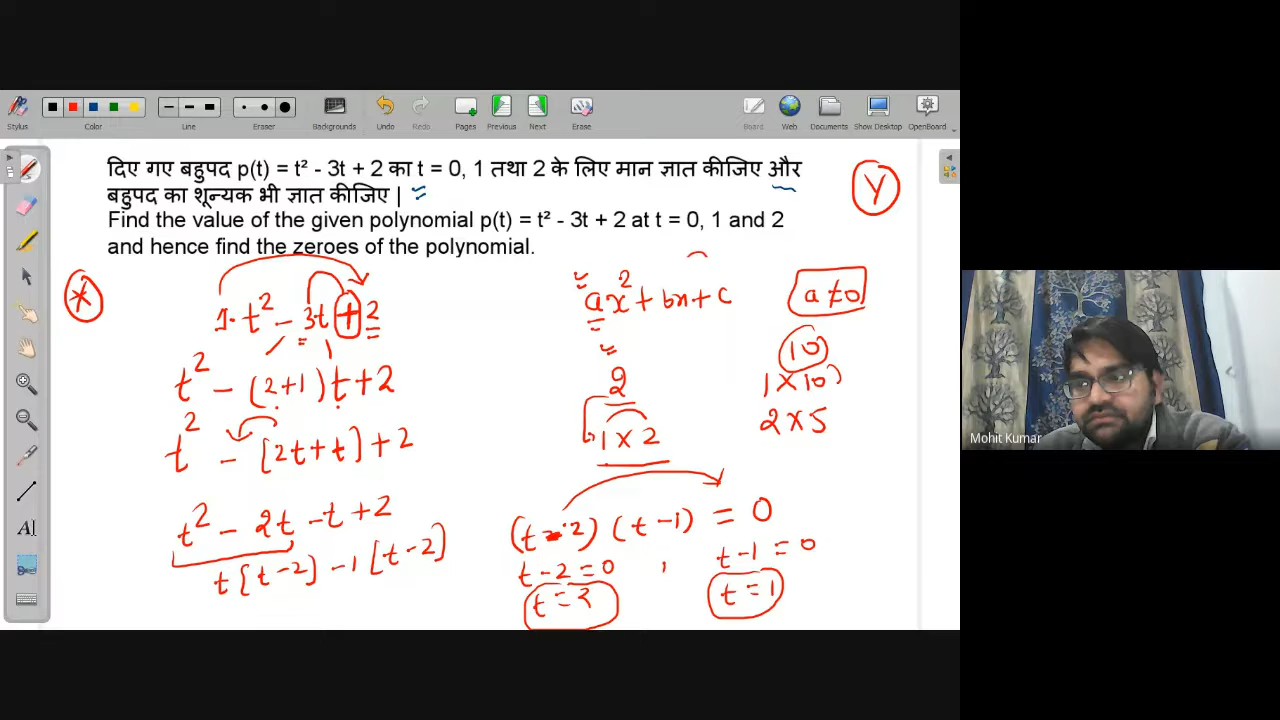 Stylus Color Line Eraser Backgrounds Undo Redo Pages Previous Next Erase Board Web Documents Show Desktop OpenBoard
दिए गए बहुपद p(t) = t² - 3t + 2 का t = 0, 1 तथा 2 के लिए मान ज्ञात कीजिए और
बहुपद का शून्यक भी ज्ञात कीजिए |
Find the value of the given polynomial p(t) = t² - 3t + 2 at t = 0, 1 and 2
and hence find the zeroes of the polynomial.
Y
X
1·t² - 3t + 2
t² - (2+1)t + 2
t² - [2t + t] + 2
t² - 2t - t + 2
t[t-2] - 1[t-2]
ax² + bx + c
a ≠ 0
2
1 × 2
10
1 × 10
2 × 5
(t - 2) (t - 1) = 0
t - 2 = 0 , t - 1 = 0
t = 2
t = 1
Mohit Kumar